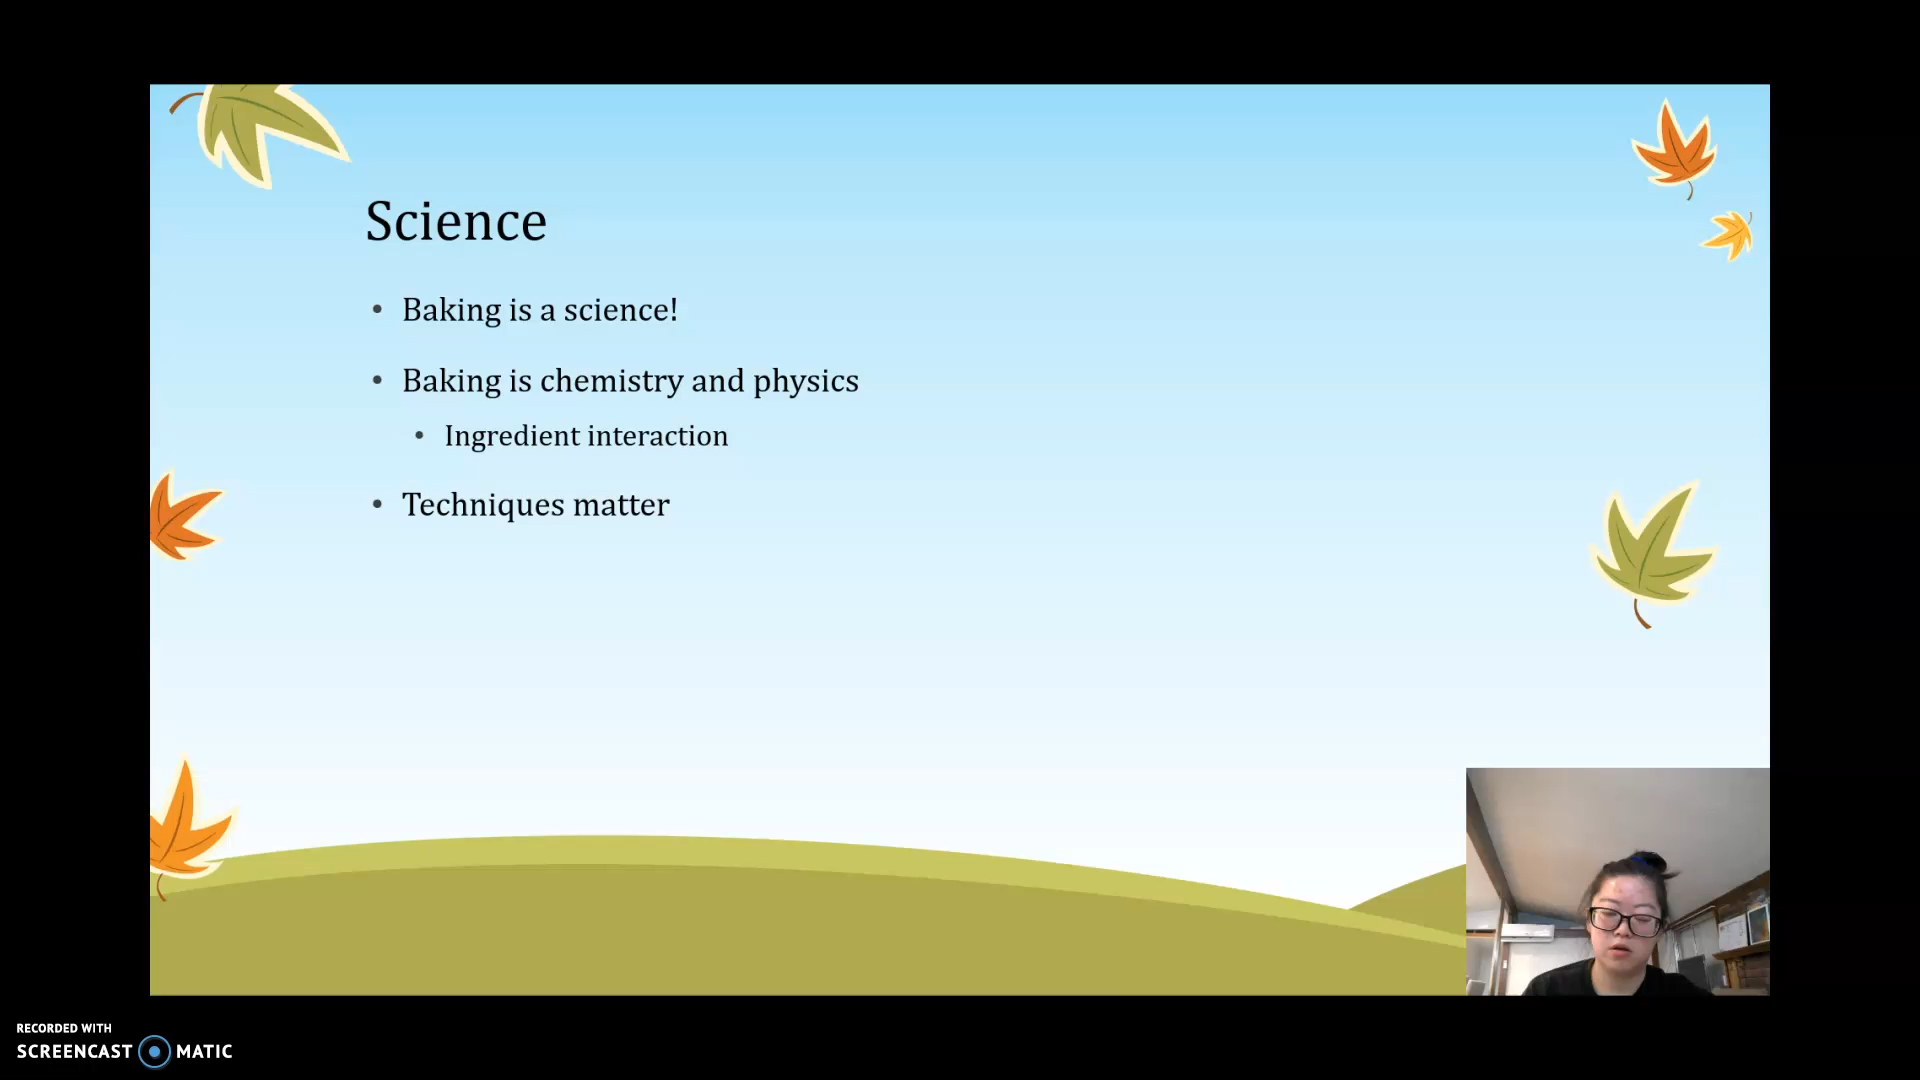 Science
• Baking is a science!
• Baking is chemistry and physics
• Ingredient interaction
• Techniques matter
RECORDED WITH
SCREENCAST MATIC